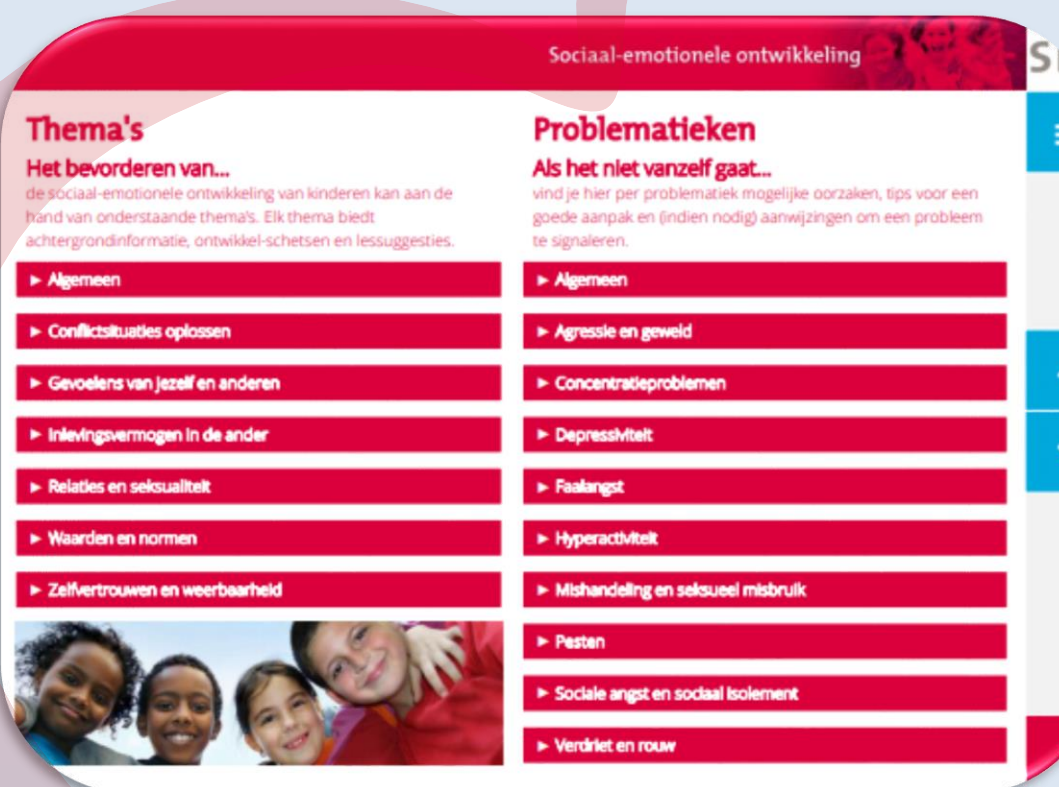 Sociaal-emotionele ontwikkeling
Thema's
Het bevorderen van...
de sociaal-emotionele ontwikkeling van kinderen kan aan de
hand van onderstaande thema's. Elk thema biedt
achtergrondinformatie, ontwikkel-schetsen en lessuggesties.
► Algemeen
► Conflictsituaties oplossen
► Gevoelens van jezelf en anderen
► Inlevingsvermogen in de ander
► Relaties en seksualiteit
► Waarden en normen
► Zelfvertrouwen en weerbaarheid
Problematieken
Als het niet vanzelf gaat...
vind je hier per problematiek mogelijke oorzaken, tips voor een
goede aanpak en (indien nodig) aanwijzingen om een probleem
te signaleren.
► Algemeen
► Agressie en geweld
► Concentratieproblemen
► Depressiviteit
► Faalangst
► Hyperactiviteit
► Mishandeling en seksueel misbruik
► Pesten
► Sociale angst en sociaal isolement
► Verdriet en rouw